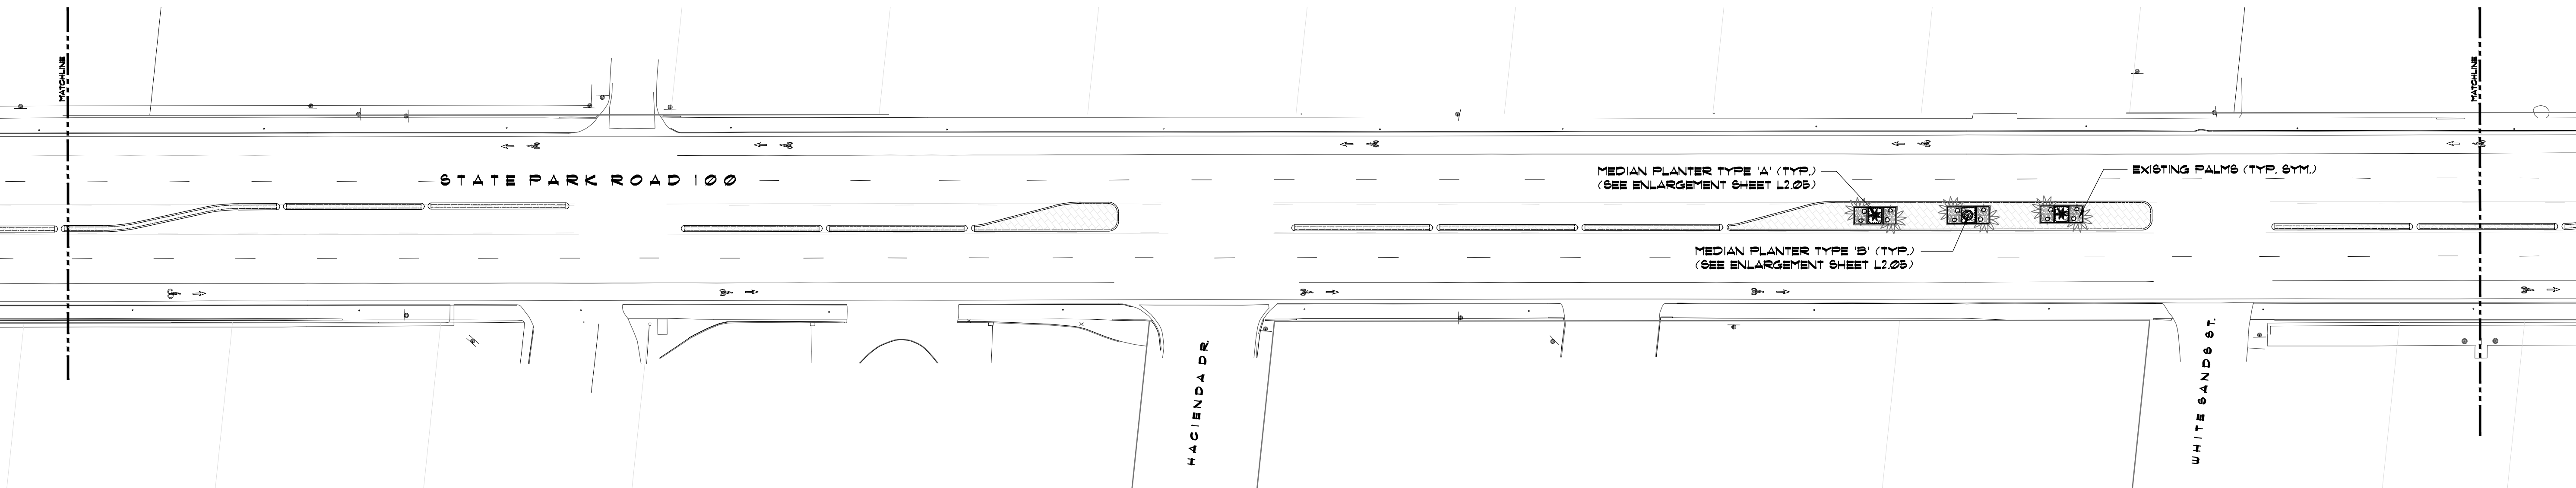 MATCHLINE
MATCHLINE
STATE PARK ROAD 100
MEDIAN PLANTER TYPE 'A' (TYP.)
(SEE ENLARGEMENT SHEET L2.05)
EXISTING PALMS (TYP. SYM.)
MEDIAN PLANTER TYPE 'B' (TYP.)
(SEE ENLARGEMENT SHEET L2.05)
HACIENDA DR.
WHITE SANDS ST.